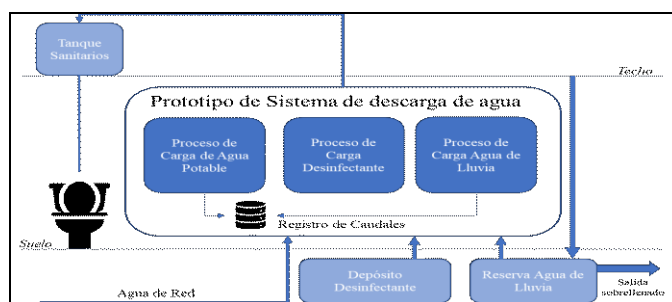 Tanque
Sanitarios
Techo
Prototipo de Sistema de descarga de agua
Proceso de
Carga de Agua
Potable
Proceso de
Carga
Desinfectante
Proceso de
Carga Agua de
Lluvia
Registro de Caudales
Suelo
Depósito
Desinfectante
Reserva Agua de
Lluvia
Agua de Red
Salida
sobrellenado